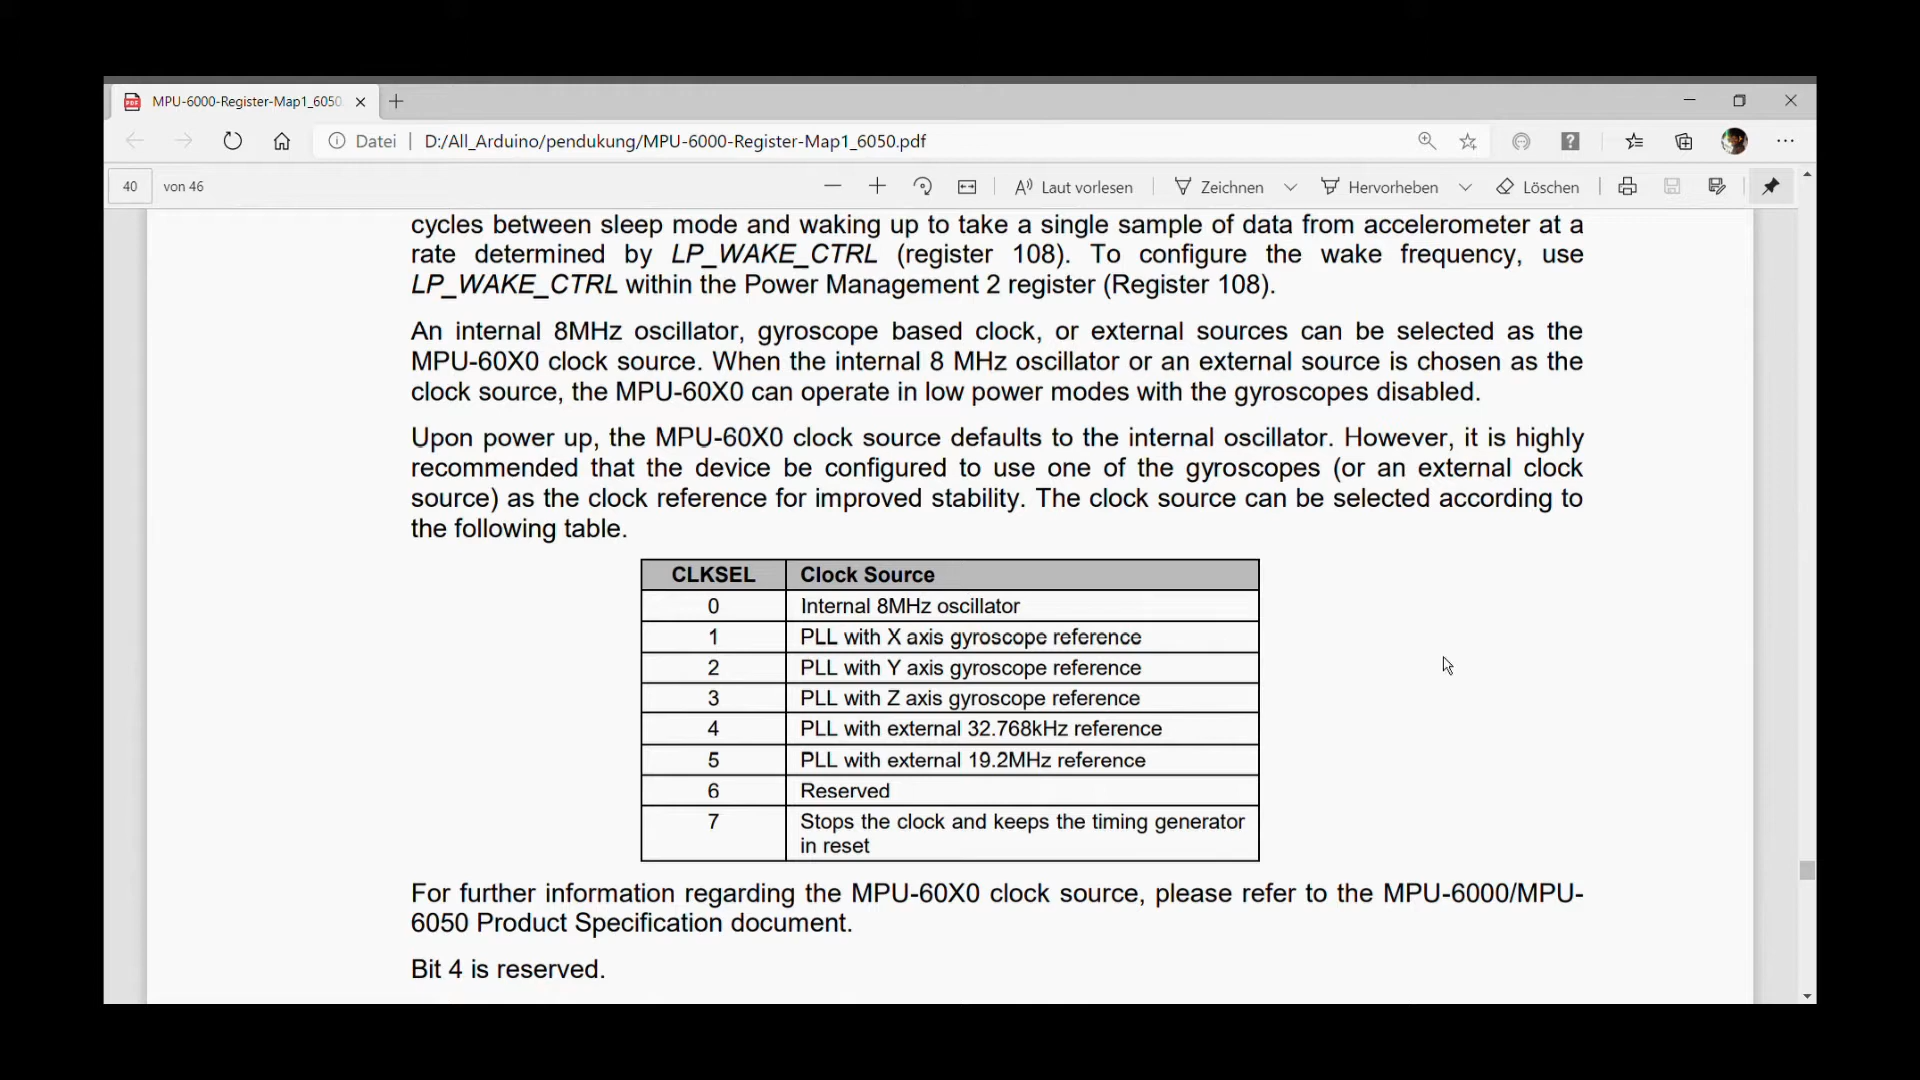 MPU-6000-Register-Map1_6050
Datei D:/All_Arduino/pendukung/MPU-6000-Register-Map1_6050.pdf
40 von 46 Laut vorlesen Zeichnen Hervorheben Löschen
cycles between sleep mode and waking up to take a single sample of data from accelerometer at a
rate determined by LP_WAKE_CTRL (register 108). To configure the wake frequency, use
LP_WAKE_CTRL within the Power Management 2 register (Register 108).
An internal 8MHz oscillator, gyroscope based clock, or external sources can be selected as the
MPU-60X0 clock source. When the internal 8 MHz oscillator or an external source is chosen as the
clock source, the MPU-60X0 can operate in low power modes with the gyroscopes disabled.
Upon power up, the MPU-60X0 clock source defaults to the internal oscillator. However, it is highly
recommended that the device be configured to use one of the gyroscopes (or an external clock
source) as the clock reference for improved stability. The clock source can be selected according to
the following table.
CLKSEL Clock Source
0 Internal 8MHz oscillator
1 PLL with X axis gyroscope reference
2 PLL with Y axis gyroscope reference
3 PLL with Z axis gyroscope reference
4 PLL with external 32.768kHz reference
5 PLL with external 19.2MHz reference
6 Reserved
7 Stops the clock and keeps the timing generator
in reset
For further information regarding the MPU-60X0 clock source, please refer to the MPU-6000/MPU-
6050 Product Specification document.
Bit 4 is reserved.